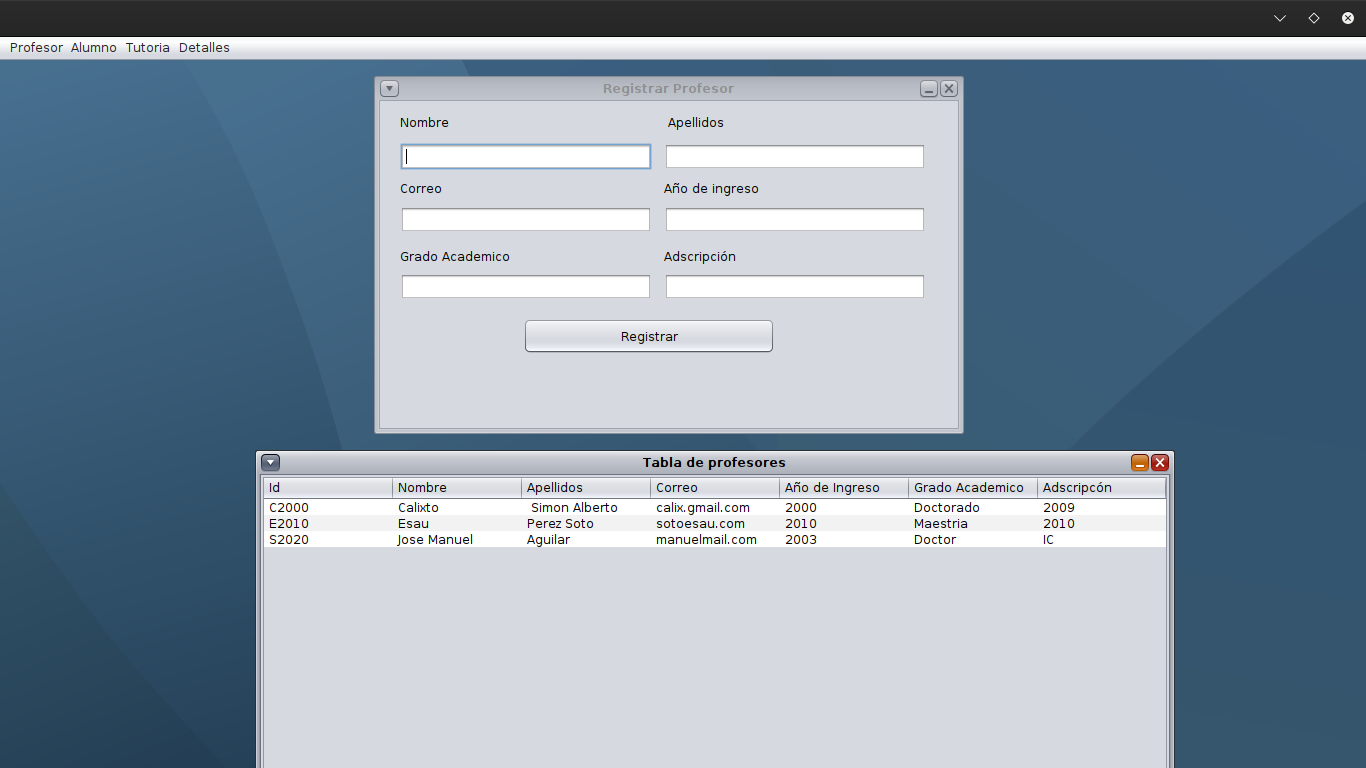 Profesor Alumno Tutoria Detalles
Registrar Profesor
Nombre Apellidos
Correo Año de ingreso
Grado Academico Adscripción
Registrar
Tabla de profesores
Id Nombre Apellidos Correo Año de Ingreso Grado Academico Adscripcón
C2000 Calixto Simon Alberto calix.gmail.com 2000 Doctorado 2009
E2010 Esau Perez Soto sotoesau.com 2010 Maestria 2010
S2020 Jose Manuel Aguilar manuelmail.com 2003 Doctor IC